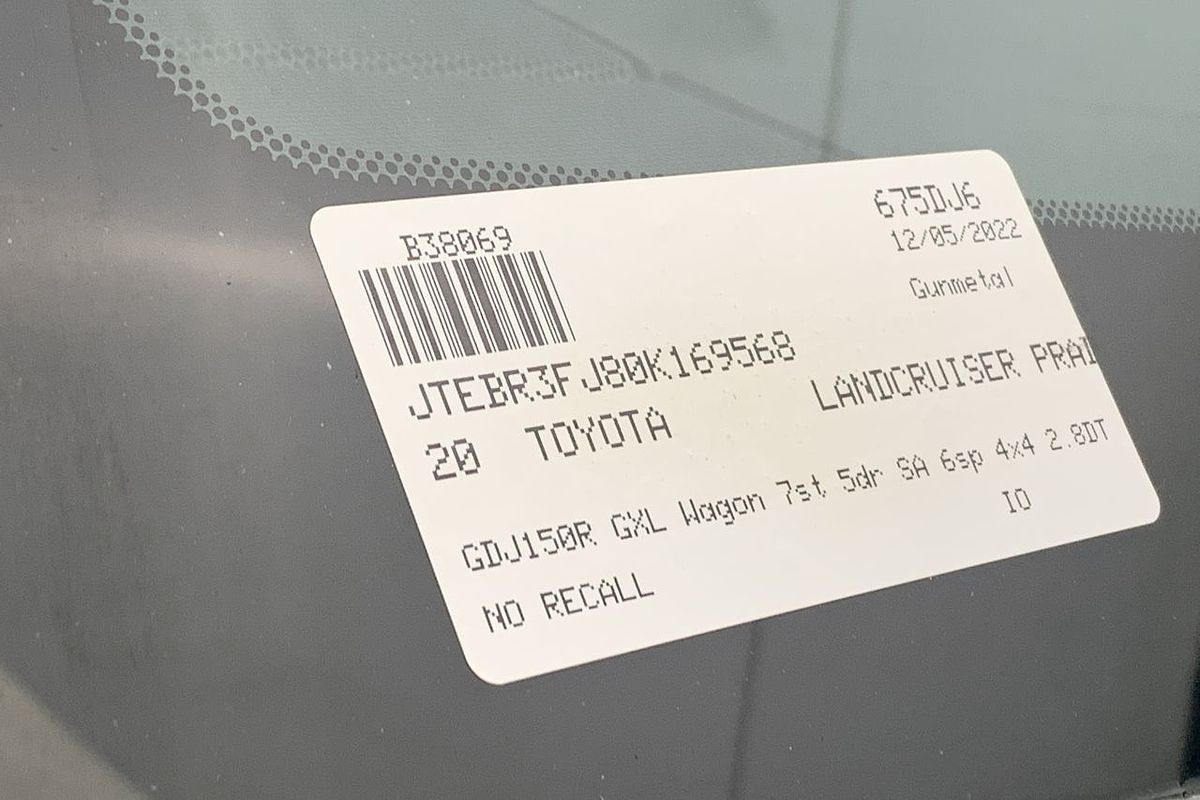 B38069
675DJ6
12/05/2022
Gunmetal
JTEBR3FJ80K169568
20 TOYOTA LANDCRUISER PRAD
GDJ150R GXL Wagon 7st 5dr SA 6sp 4x4 2.8DT
IO
NO RECALL